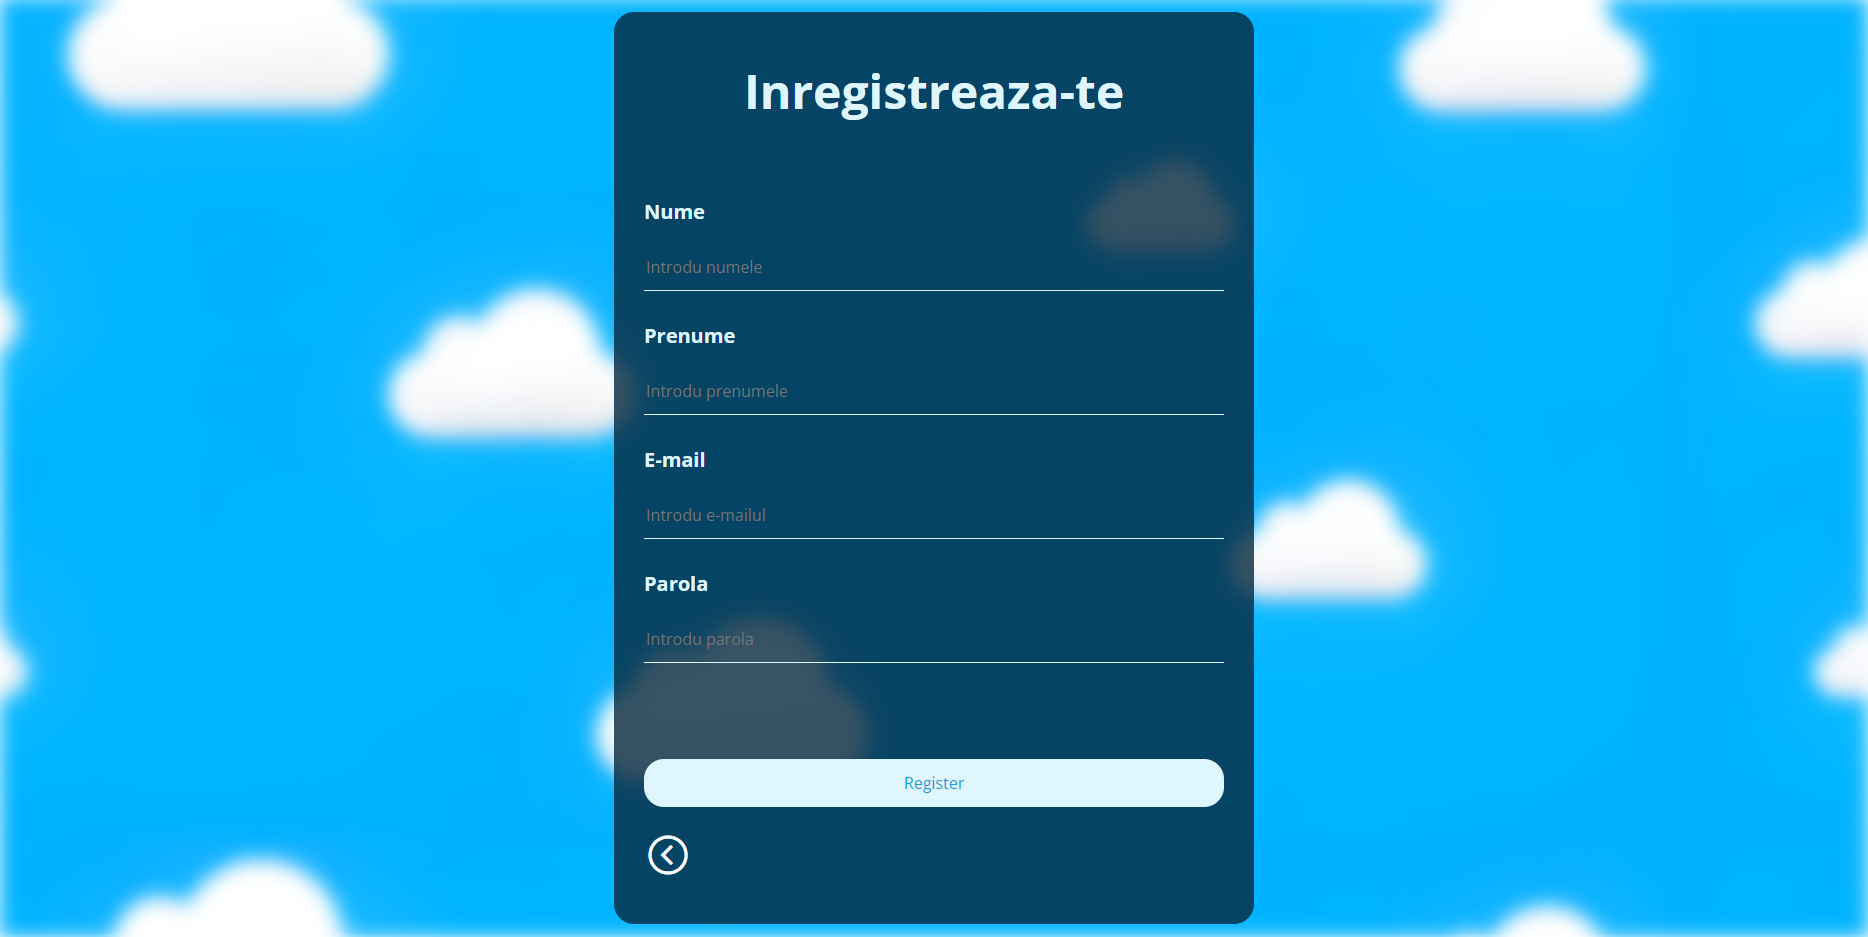 Inregistreaza-te
Nume
Introdu numele
Prenume
Introdu prenumele
E-mail
Introdu e-mailul
Parola
Introdu parola
Register